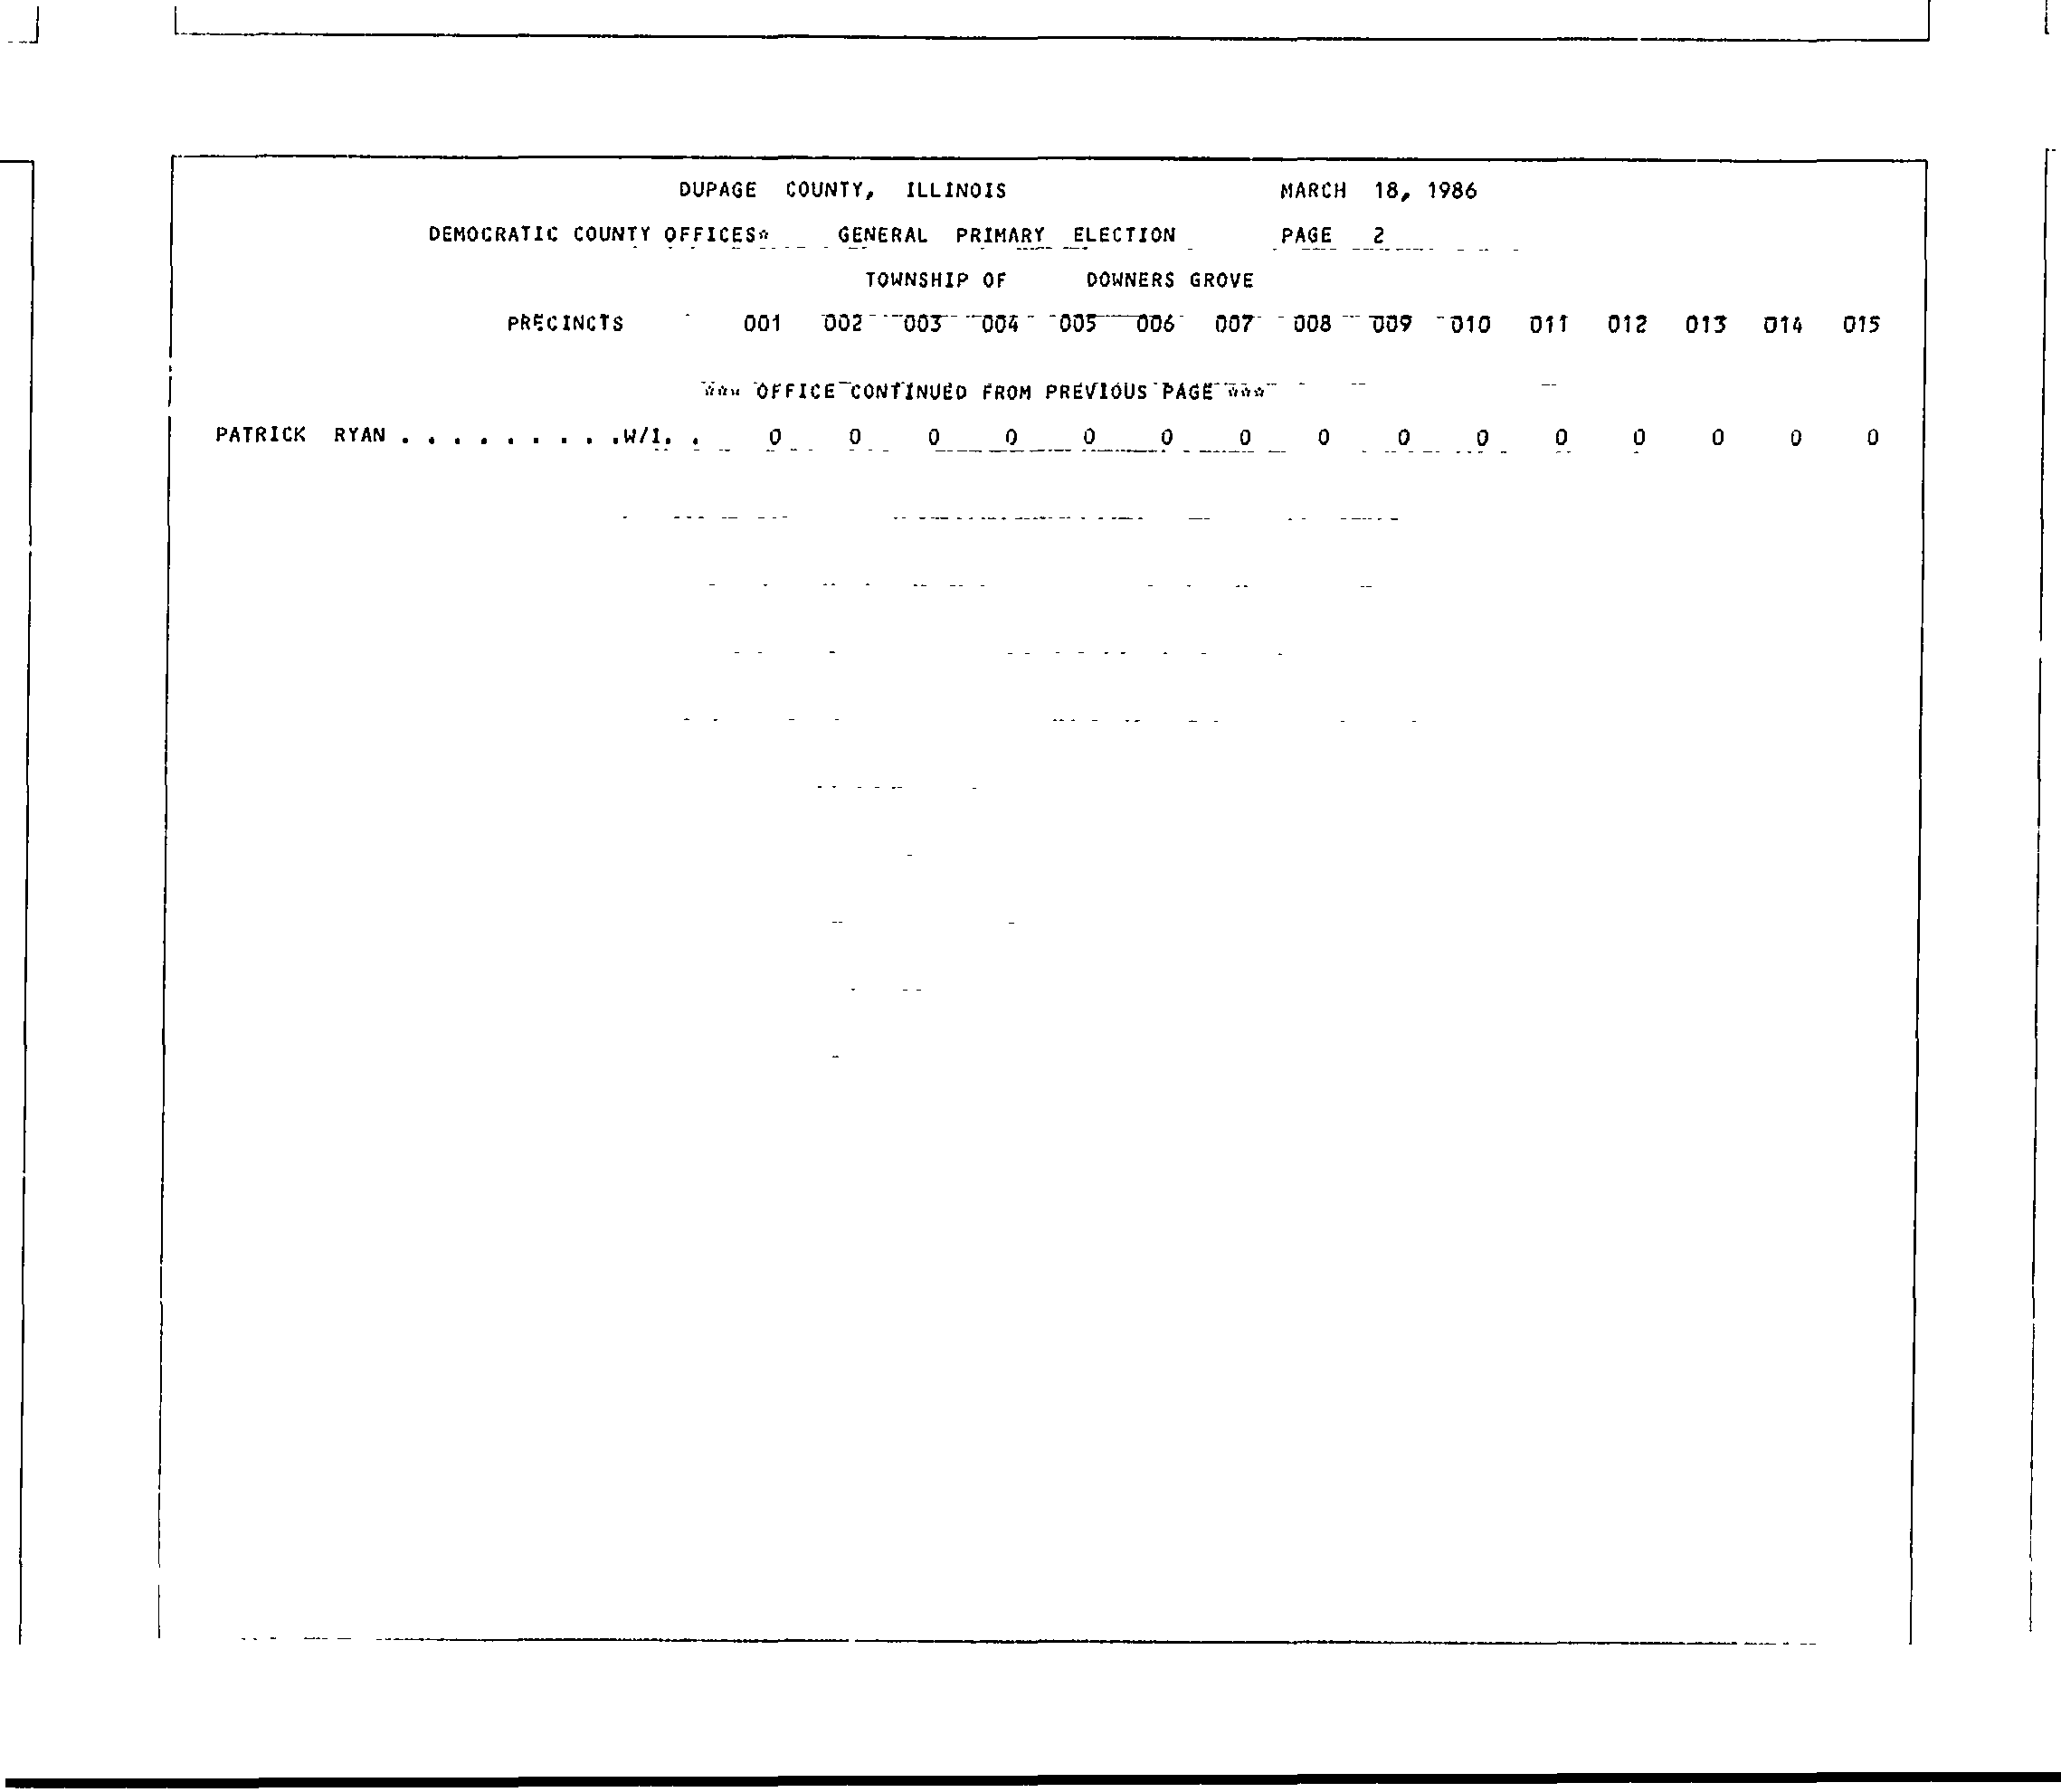 DUPAGE COUNTY, ILLINOIS MARCH 18, 1986
DEMOCRATIC COUNTY OFFICES* GENERAL PRIMARY ELECTION PAGE 2
TOWNSHIP OF DOWNERS GROVE
PRECINCTS 001 002 003 004 005 006 007 008 009 010 011 012 013 014 015
*** OFFICE CONTINUED FROM PREVIOUS PAGE ***
PATRICK RYAN . . . . . . . . .W/I. . 0 0 0 0 0 0 0 0 0 0 0 0 0 0 0